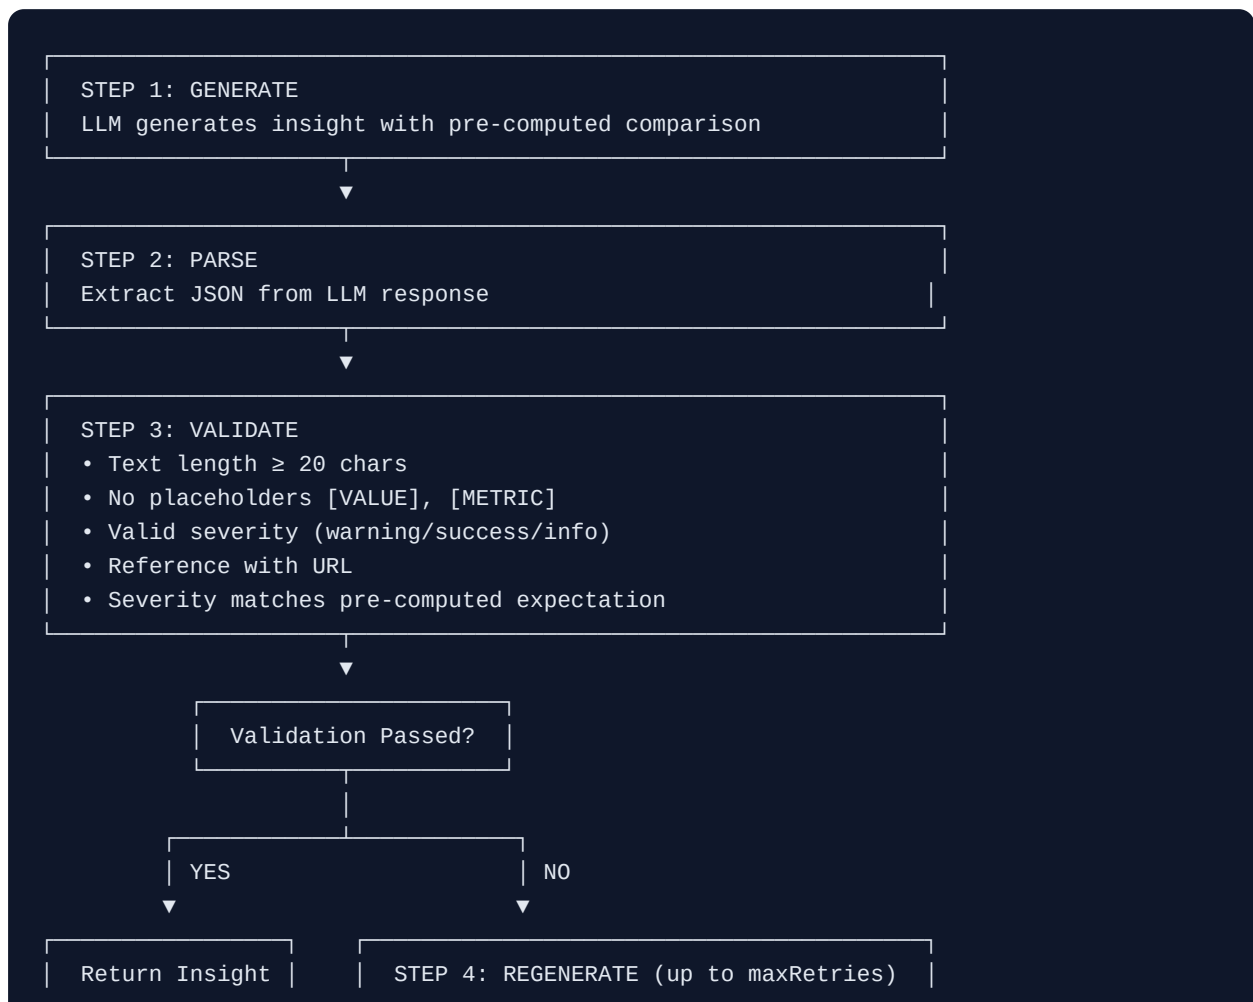 STEP 1: GENERATE
LLM generates insight with pre-computed comparison
▼
STEP 2: PARSE
Extract JSON from LLM response
▼
STEP 3: VALIDATE
• Text length ≥ 20 chars
• No placeholders [VALUE], [METRIC]
• Valid severity (warning/success/info)
• Reference with URL
• Severity matches pre-computed expectation
▼
Validation Passed?
YES NO
▼ ▼
Return Insight STEP 4: REGENERATE (up to maxRetries)